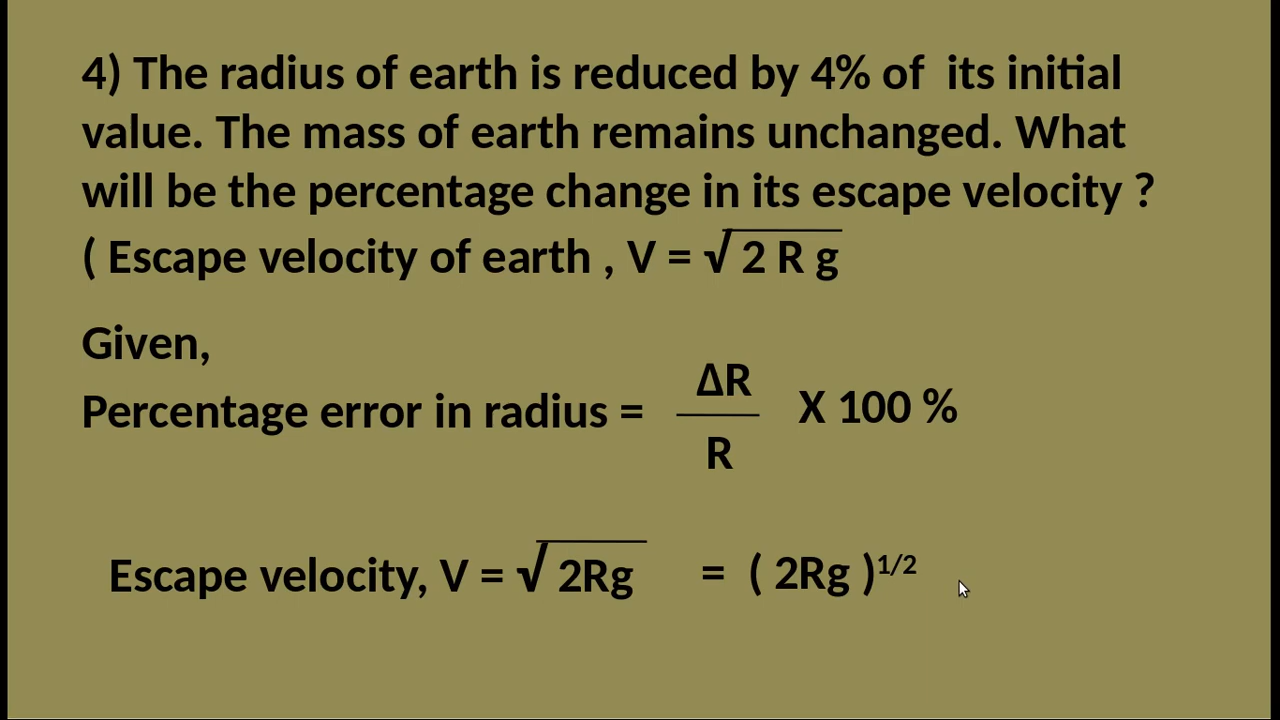 4) The radius of earth is reduced by 4% of its initial
value. The mass of earth remains unchanged. What
will be the percentage change in its escape velocity ?
( Escape velocity of earth , V = √ 2 R g
Given,
Percentage error in radius = ΔR / R X 100 %
Escape velocity, V = √ 2Rg = ( 2Rg )^1/2